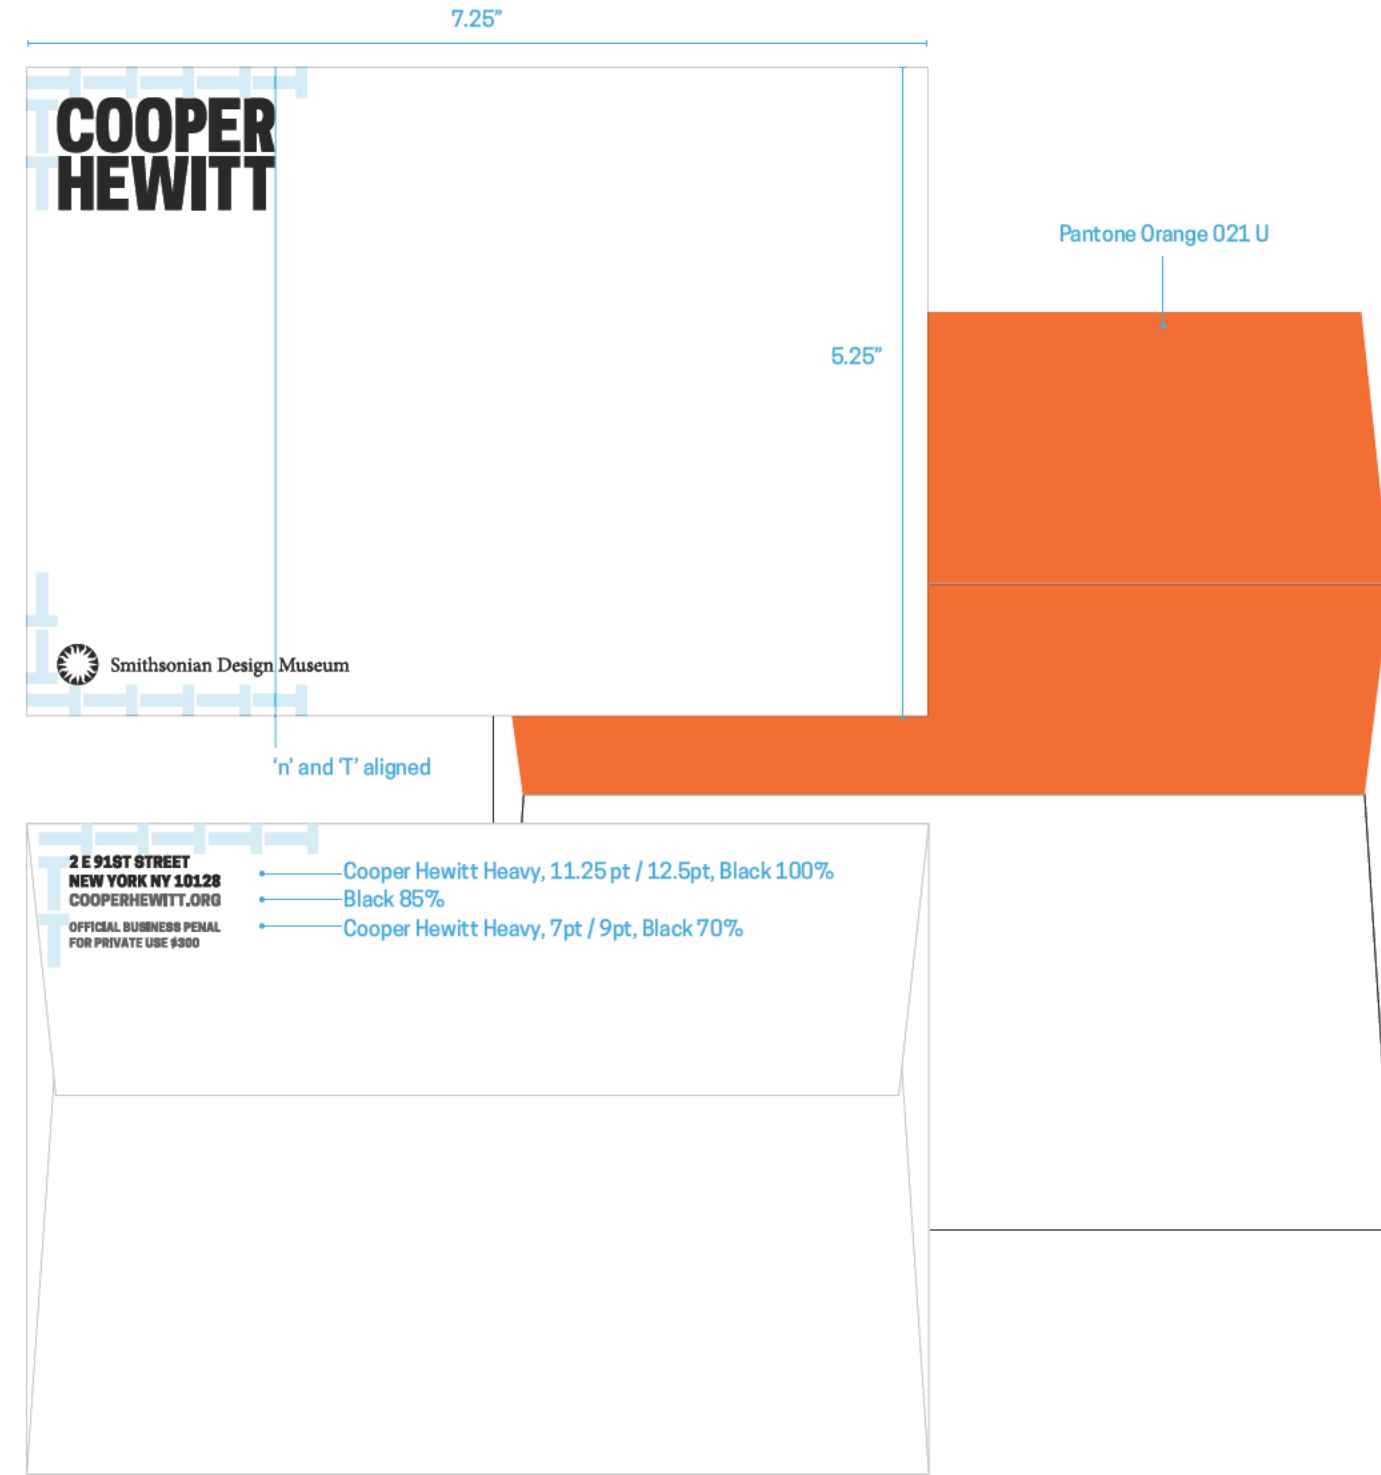 7.25”
COOPER
HEWITT
Pantone Orange 021 U
5.25”
Smithsonian Design Museum
‘n’ and ‘T’ aligned
2 E 91ST STREET
NEW YORK NY 10128
COOPERHEWITT.ORG
OFFICIAL BUSINESS PENAL
FOR PRIVATE USE $300
Cooper Hewitt Heavy, 11.25 pt / 12.5pt, Black 100%
Black 85%
Cooper Hewitt Heavy, 7pt / 9pt, Black 70%